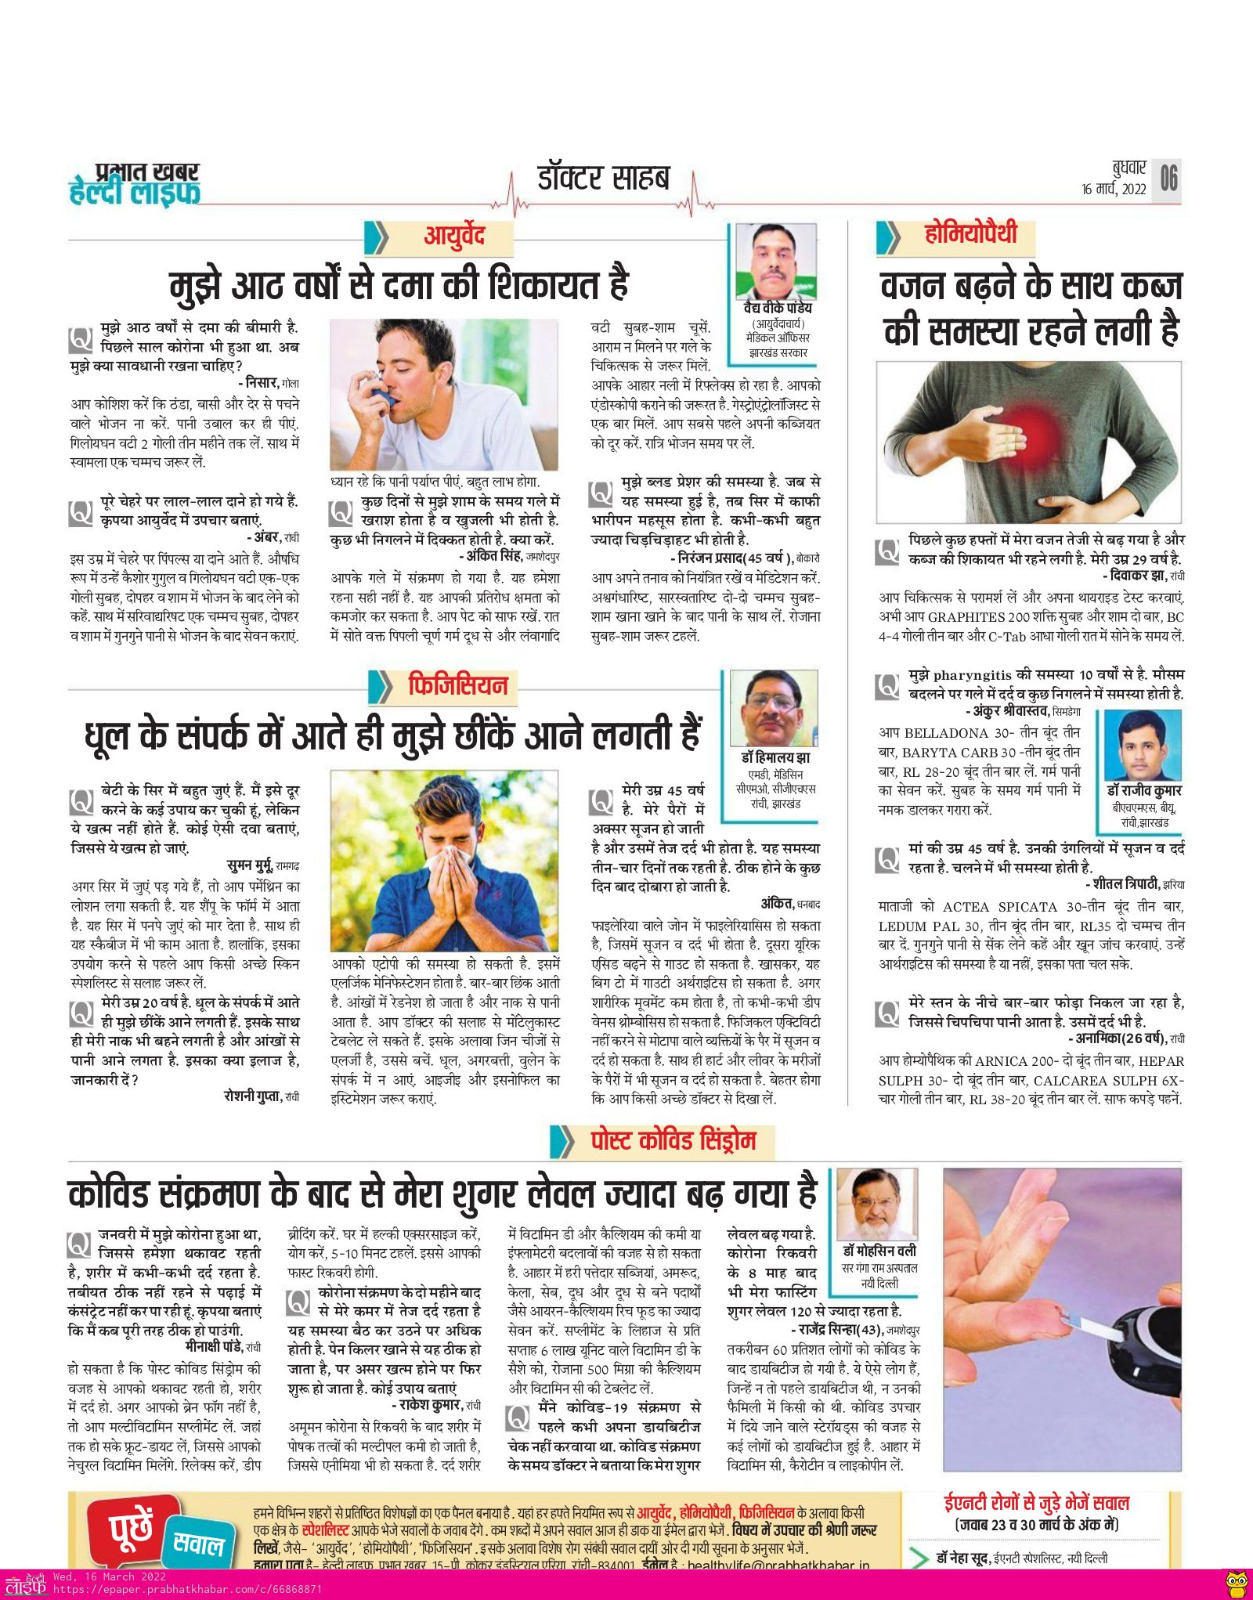 प्रभात खबर
हेल्दी लाइफ
डॉक्टर साहब
बुधवार
16 मार्च, 2022
06
आयुर्वेद
मुझे आठ वर्षों से दमा की शिकायत है
वैद्य वीके पांडेय
(आयुर्वेदाचार्य)
मेडिकल ऑफिसर
झारखंड सरकार
Q मुझे आठ वर्षों से दमा की बीमारी है.
पिछले साल कोरोना भी हुआ था. अब
मुझे क्या सावधानी रखना चाहिए?
- निसार, गोला
आप कोशिश करें कि ठंडा, बासी और देर से पचने
वाले भोजन ना करें. पानी उबाल कर ही पीएं.
गिलोयघन वटी 2 गोली तीन महीने तक लें. साथ में
स्वामला एक चम्मच जरूर लें.
Q पूरे चेहरे पर लाल-लाल दाने हो गये हैं.
कृपया आयुर्वेद में उपचार बताएं.
- अंबर, रांची
इस उम्र में चेहरे पर पिंपल्स या दाने आते हैं. औषधि
रूप में उन्हें कैशोर गुगुल व गिलोयघन वटी एक-एक
गोली सुबह, दोपहर व शाम में भोजन के बाद लेने को
कहें. साथ में सरिवाद्यरिष्ट एक चम्मच सुबह, दोपहर
व शाम में गुनगुने पानी से भोजन के बाद सेवन कराएं.
ध्यान रहे कि पानी पर्याप्त पीएं. बहुत लाभ होगा.
Q कुछ दिनों से मुझे शाम के समय गले में
खराश होता है व खुजली भी होती है.
कुछ भी निगलने में दिक्कत होती है. क्या करें.
- अंकित सिंह, जमशेदपुर
आपके गले में संक्रमण हो गया है. यह हमेशा
रहना सही नहीं है. यह आपकी प्रतिरोध क्षमता को
कमजोर कर सकता है. आप पेट को साफ रखें. रात
में सोते वक्त पिपली चूर्ण गर्म दूध से और लंवागादि
वटी सुबह-शाम चूसें.
आराम न मिलने पर गले के
चिकित्सक से जरूर मिलें.
आपके आहार नली में रिफ्लेक्स हो रहा है. आपको
एंडोस्कोपी कराने की जरूरत है. गेस्ट्रोएंट्रोलॉजिस्ट से
एक बार मिलें. आप सबसे पहले अपनी कब्जियत
को दूर करें. रात्रि भोजन समय पर लें.
Q मुझे ब्लड प्रेशर की समस्या है. जब से
यह समस्या हुई है, तब सिर में काफी
भारीपन महसूस होता है. कभी-कभी बहुत
ज्यादा चिड़चिड़ाहट भी होती है.
- निरंजन प्रसाद(45 वर्ष ), बोकारो
आप अपने तनाव को नियंत्रित रखें व मेडिटेशन करें.
अश्वगंधारिष्ट, सारस्वतारिष्ट दो-दो चम्मच सुबह-
शाम खाना खाने के बाद पानी के साथ लें. रोजाना
सुबह-शाम जरूर टहलें.
फिजिसियन
धूल के संपर्क में आते ही मुझे छींकें आने लगती हैं
डॉ हिमालय झा
एमडी, मेडिसिन
सीएमओ, सीजीएचएस
रांची, झारखंड
Q बेटी के सिर में बहुत जुएं हैं. मैं इसे दूर
करने के कई उपाय कर चुकी हूं, लेकिन
ये खत्म नहीं होते हैं. कोई ऐसी दवा बताएं,
जिससे ये खत्म हो जाएं.
सुमन मुर्मू, रामगढ़
अगर सिर में जुएं पड़ गये हैं, तो आप पर्मेथ्रिन का
लोशन लगा सकती है. यह शैंपू के फॉर्म में आता
है. यह सिर में पनपे जुएं को मार देता है. साथ ही
यह स्कैबीज में भी काम आता है. हालांकि, इसका
उपयोग करने से पहले आप किसी अच्छे स्किन
स्पेशलिस्ट से सलाह जरूर लें.
Q मेरी उम्र 20 वर्ष है. धूल के संपर्क में आते
ही मुझे छींकें आने लगती हैं. इसके साथ
ही मेरी नाक भी बहने लगती है और आंखों से
पानी आने लगता है. इसका क्या इलाज है,
जानकारी दें?
रोशनी गुप्ता, रांची
आपको एटोपी की समस्या हो सकती है. इसमें
एलर्जिक मेनिफेस्टेशन होता है. बार-बार छिंक आती
है. आंखों में रेडनेश हो जाता है और नाक से पानी
आता है. आप डॉक्टर की सलाह से मोंटेलुकास्ट
टेबलेट ले सकते हैं. इसके अलावा जिन चीजों से
एलर्जी है, उससे बचें. धूल, अगरबत्ती, वुलेन के
संपर्क में न आएं. आइजीइ और इसनोफिल का
इस्टिमेशन जरूर कराएं.
Q मेरी उम्र 45 वर्ष
है. मेरे पैरों में
अक्सर सूजन हो जाती
है और उसमें तेज दर्द भी होता है. यह समस्या
तीन-चार दिनों तक रहती है. ठीक होने के कुछ
दिन बाद दोबारा हो जाती है.
अंकित, धनबाद
फाइलेरिया वाले जोन में फाइलेरियासिस हो सकता
है, जिसमें सूजन व दर्द भी होता है. दूसरा यूरिक
एसिड बढ़ने से गाउट हो सकता है. खासकर, यह
बिग टो में गाउटी अर्थराइटिस हो सकता है. अगर
शारीरिक मूवमेंट कम होता है, तो कभी-कभी डीप
वेनस थ्रोम्बोसिस हो सकता है. फिजिकल एक्टिविटी
नहीं करने से मोटापा वाले व्यक्तियों के पैर में सूजन व
दर्द हो सकता है. साथ ही हार्ट और लीवर के मरीजों
के पैरों में भी सूजन व दर्द हो सकता है. बेहतर होगा
कि आप किसी अच्छे डॉक्टर से दिखा लें.
होमियोपैथी
वजन बढ़ने के साथ कब्ज
की समस्या रहने लगी है
Q पिछले कुछ हफ्तों में मेरा वजन तेजी से बढ़ गया है और
कब्ज की शिकायत भी रहने लगी है. मेरी उम्र 29 वर्ष है.
- दिवाकर झा, रांची
आप चिकित्सक से परामर्श लें और अपना थायराइड टेस्ट करवाएं.
अभी आप GRAPHITES 200 शक्ति सुबह और शाम दो बार, BC
4-4 गोली तीन बार और C-Tab आधा गोली रात में सोने के समय लें.
Q मुझे pharyngitis की समस्या 10 वर्षों से है. मौसम
बदलने पर गले में दर्द व कुछ निगलने में समस्या होती है.
- अंकुर श्रीवास्तव, सिमडेगा
आप BELLADONA 30- तीन बूंद तीन
बार, BARYTA CARB 30 -तीन बूंद तीन
बार, RL 28-20 बूंद तीन बार लें. गर्म पानी
का सेवन करें. सुबह के समय गर्म पानी में
नमक डालकर गरारा करें.
डॉ राजीव कुमार
बीएचएमएस, बीयू,
रांची,झारखंड
Q मां की उम्र 45 वर्ष है. उनकी उंगलियों में सूजन व दर्द
रहता है. चलने में भी समस्या होती है.
- शीतल त्रिपाठी, झरिया
माताजी को ACTEA SPICATA 30-तीन बूंद तीन बार,
LEDUM PAL 30, तीन बूंद तीन बार, RL35 दो चम्मच तीन
बार दें. गुनगुने पानी से सेंक लेने कहें और खून जांच करवाएं. उन्हें
आर्थराइटिस की समस्या है या नहीं, इसका पता चल सके.
Q मेरे स्तन के नीचे बार-बार फोड़ा निकल जा रहा है,
जिससे चिपचिपा पानी आता है. उसमें दर्द भी है.
- अनामिका(26 वर्ष), रांची
आप होम्योपैथिक की ARNICA 200- दो बूंद तीन बार, HEPAR
SULPH 30- दो बूंद तीन बार, CALCAREA SULPH 6X-
चार गोली तीन बार, RL 38-20 बूंद तीन बार लें. साफ कपड़े पहनें.
पोस्ट कोविड सिंड्रोम
कोविड संक्रमण के बाद से मेरा शुगर लेवल ज्यादा बढ़ गया है
डॉ मोहसिन वली
सर गंगा राम अस्पताल
नयी दिल्ली
Q जनवरी में मुझे कोरोना हुआ था,
जिससे हमेशा थकावट रहती
है, शरीर में कभी-कभी दर्द रहता है.
तबीयत ठीक नहीं रहने से पढ़ाई में
कंसंट्रेट नहीं कर पा रही हूं. कृपया बताएं
कि मैं कब पूरी तरह ठीक हो पाउंगी.
मीनाक्षी पांडे, रांची
हो सकता है कि पोस्ट कोविड सिंड्रोम की
वजह से आपको थकावट रहती हो, शरीर
में दर्द हो. अगर आपको ब्रेन फॉग नहीं है,
तो आप मल्टीविटामिन सप्लीमेंट लें. जहां
तक हो सके फ्रूट-डायट लें, जिससे आपको
नेचुरल विटामिन मिलेंगे. रिलेक्स करें, डीप
ब्रीदिंग करें. घर में हल्की एक्सरसाइज करें,
योग करें, 5-10 मिनट टहलें. इससे आपकी
फास्ट रिकवरी होगी.
Q कोरोना संक्रमण के दो महीने बाद
से मेरे कमर में तेज दर्द रहता है
यह समस्या बैठ कर उठने पर अधिक
होती है. पेन किलर खाने से यह ठीक हो
जाता है, पर असर खत्म होने पर फिर
शुरू हो जाता है. कोई उपाय बताएं
- राकेश कुमार, रांची
अमूमन कोरोना से रिकवरी के बाद शरीर में
पोषक तत्वों की मल्टीपल कमी हो जाती है,
जिससे एनीमिया भी हो सकता है. दर्द शरीर
में विटामिन डी और कैल्शियम की कमी या
इंफ्लामेटरी बदलावों की वजह से हो सकता
है. आहार में हरी पत्तेदार सब्जियां, अमरूद,
केला, सेब, दूध और दूध से बने पदार्थों
जैसे आयरन-कैल्शियम रिच फूड का ज्यादा
सेवन करें. सप्लीमेंट के लिहाज से प्रति
सप्ताह 6 लाख यूनिट वाले विटामिन डी के
सैशे को, रोजाना 500 मिग्रा की कैल्शियम
और विटामिन सी की टेबलेट लें.
Q मैंने कोविड-19 संक्रमण से
पहले कभी अपना डायबिटीज
चेक नहीं करवाया था. कोविड संक्रमण
के समय डॉक्टर ने बताया कि मेरा शुगर
लेवल बढ़ गया है.
कोरोना रिकवरी
के 8 माह बाद
भी मेरा फास्टिंग
शुगर लेवल 120 से ज्यादा रहता है.
- राजेंद्र सिन्हा(43), जमशेदपुर
तकरीबन 60 प्रतिशत लोगों को कोविड के
बाद डायबिटीज हो गयी है. ये ऐसे लोग हैं,
जिन्हें न तो पहले डायबिटीज थी, न उनकी
फैमिली में किसी को थी. कोविड उपचार
में दिये जाने वाले स्टेरॉयड्स की वजह से
कई लोगों को डायबिटीज हुई है. आहार में
विटामिन सी, कैरोटीन व लाइकोपीन लें.
पूछें
सवाल
हमने विभिन्न शहरों से प्रतिष्ठित विशेषज्ञों का एक पैनल बनाया है. यहां हर हफ्ते नियमित रूप से आयुर्वेद, होमियोपैथी, फिजिसियन के अलावा किसी
एक क्षेत्र के स्पेशलिस्ट आपके भेजे सवालों के जवाब देंगे. कम शब्दों में अपने सवाल आज ही डाक या ईमेल द्वारा भेजें. विषय में उपचार की श्रेणी जरूर
लिखें, जैसे- 'आयुर्वेद', 'होमियोपैथी', 'फिजिसियन'. इसके अलावा विशेष रोग संबंधी सवाल दायीं ओर दी गयी सूचना के अनुसार भेजें.
हमारा पता है- हेल्दी लाइफ, प्रभात खबर, 15-पी, कोकर इंडस्ट्रियल एरिया, रांची-834001, ईमेल है : healthylife@prabhatkhabar.in
ईएनटी रोगों से जुड़े भेजें सवाल
(जवाब 23 व 30 मार्च के अंक में)
डॉ नेहा सूद, ईएनटी स्पेशलिस्ट, नयी दिल्ली
हेल्दी
लाइफ
Wed, 16 March 2022
https://epaper.prabhatkhabar.com/c/66868871